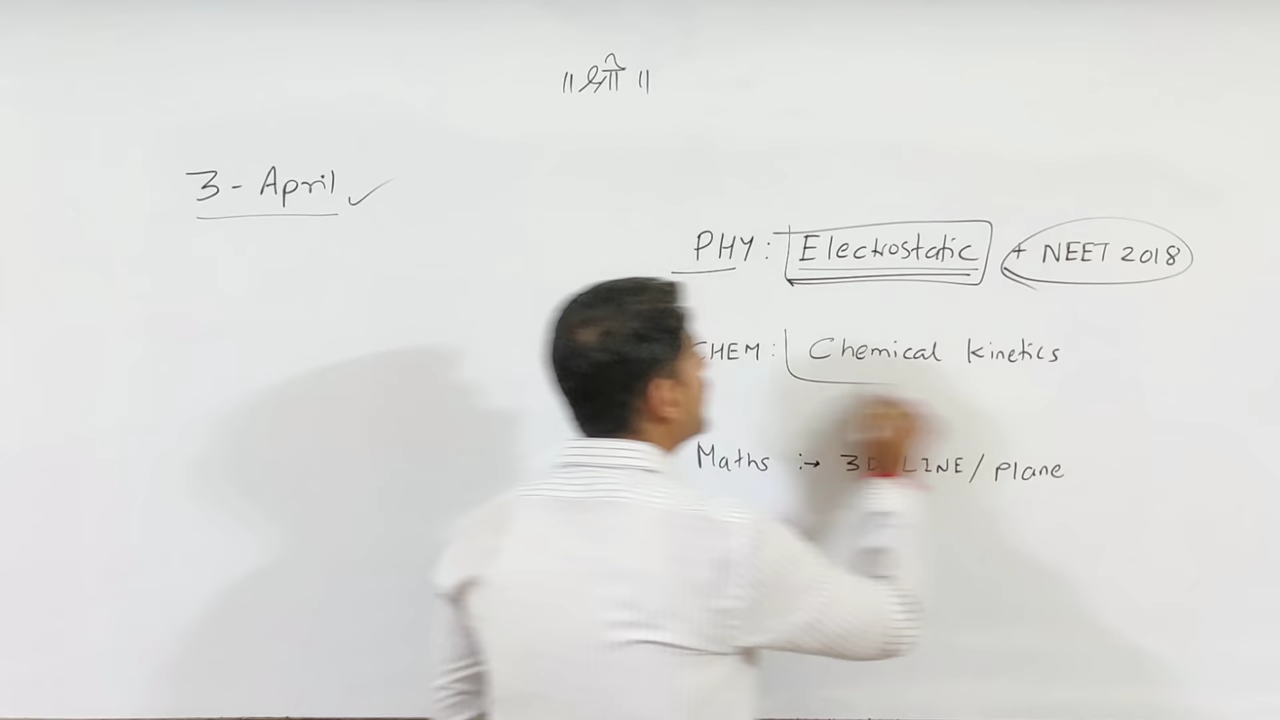 ॥ श्री ॥
3 - April ✓
PHY : Electrostatic + NEET 2018
CHEM : Chemical kinetics
Maths :→ 3D LINE / Plane